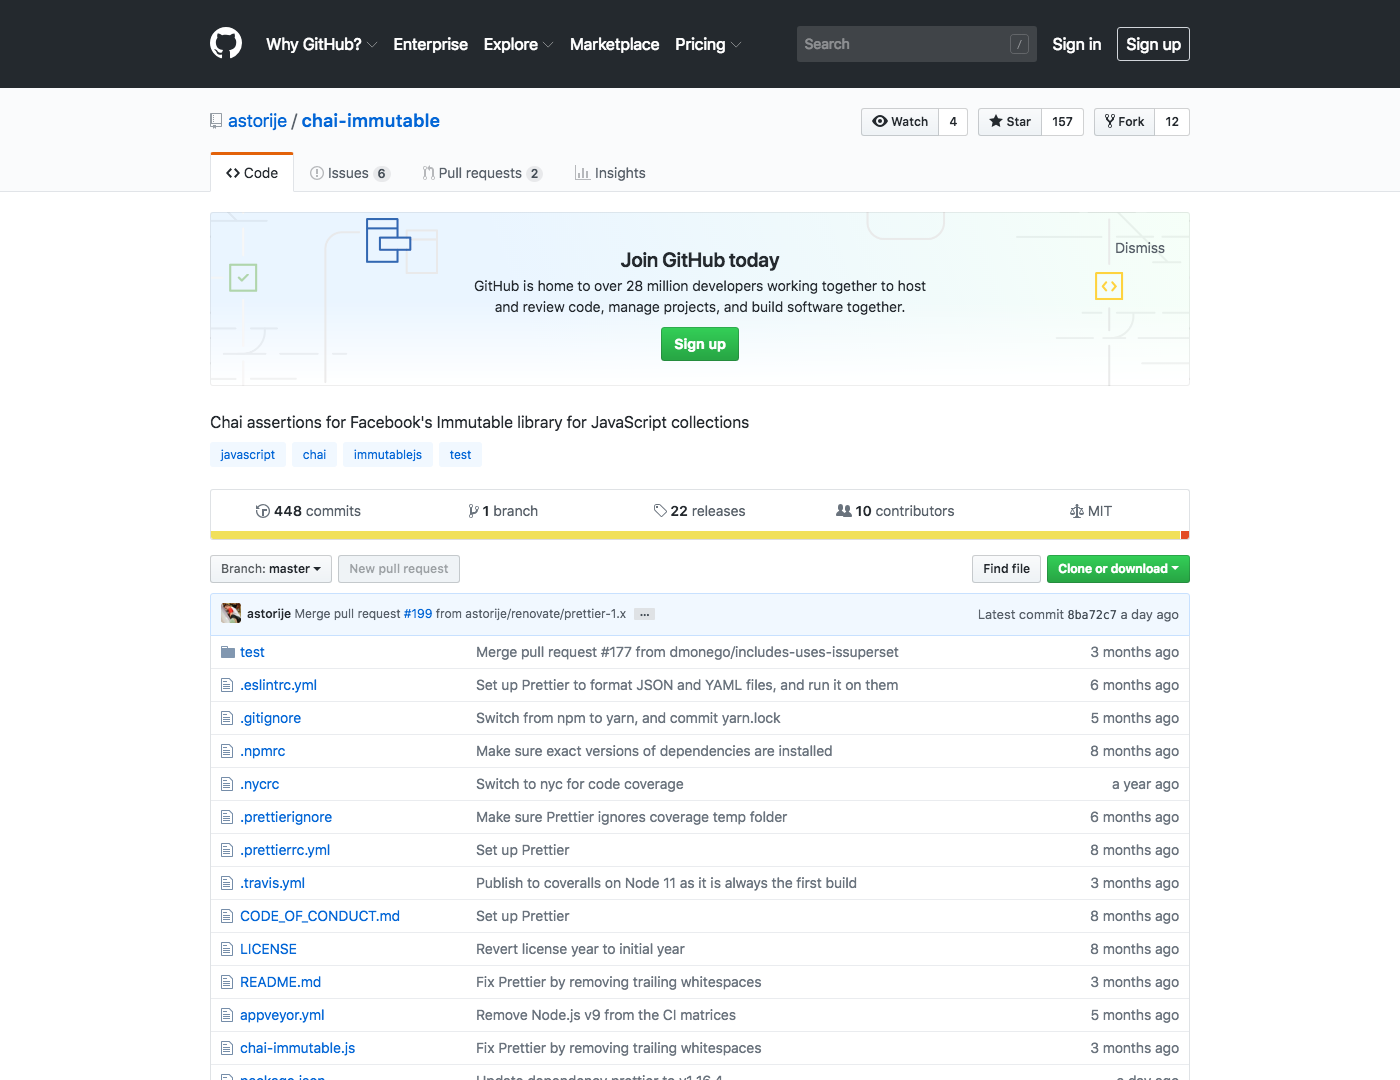 Why GitHub? Enterprise Explore Marketplace Pricing Search / Sign in Sign up
astorije / chai-immutable Watch 4 Star 157 Fork 12
Code Issues 6 Pull requests 2 Insights
Dismiss
Join GitHub today
GitHub is home to over 28 million developers working together to host
and review code, manage projects, and build software together.
Sign up
Chai assertions for Facebook's Immutable library for JavaScript collections
javascript chai immutablejs test
448 commits 1 branch 22 releases 10 contributors MIT
Branch: master New pull request Find file Clone or download
astorije Merge pull request #199 from astorije/renovate/prettier-1.x … Latest commit 8ba72c7 a day ago
test Merge pull request #177 from dmonego/includes-uses-issuperset 3 months ago
.eslintrc.yml Set up Prettier to format JSON and YAML files, and run it on them 6 months ago
.gitignore Switch from npm to yarn, and commit yarn.lock 5 months ago
.npmrc Make sure exact versions of dependencies are installed 8 months ago
.nycrc Switch to nyc for code coverage a year ago
.prettierignore Make sure Prettier ignores coverage temp folder 6 months ago
.prettierrc.yml Set up Prettier 8 months ago
.travis.yml Publish to coveralls on Node 11 as it is always the first build 3 months ago
CODE_OF_CONDUCT.md Set up Prettier 8 months ago
LICENSE Revert license year to initial year 8 months ago
README.md Fix Prettier by removing trailing whitespaces 3 months ago
appveyor.yml Remove Node.js v9 from the CI matrices 5 months ago
chai-immutable.js Fix Prettier by removing trailing whitespaces 3 months ago
package.json Update dependency prettier to v1.16.4 a day ago